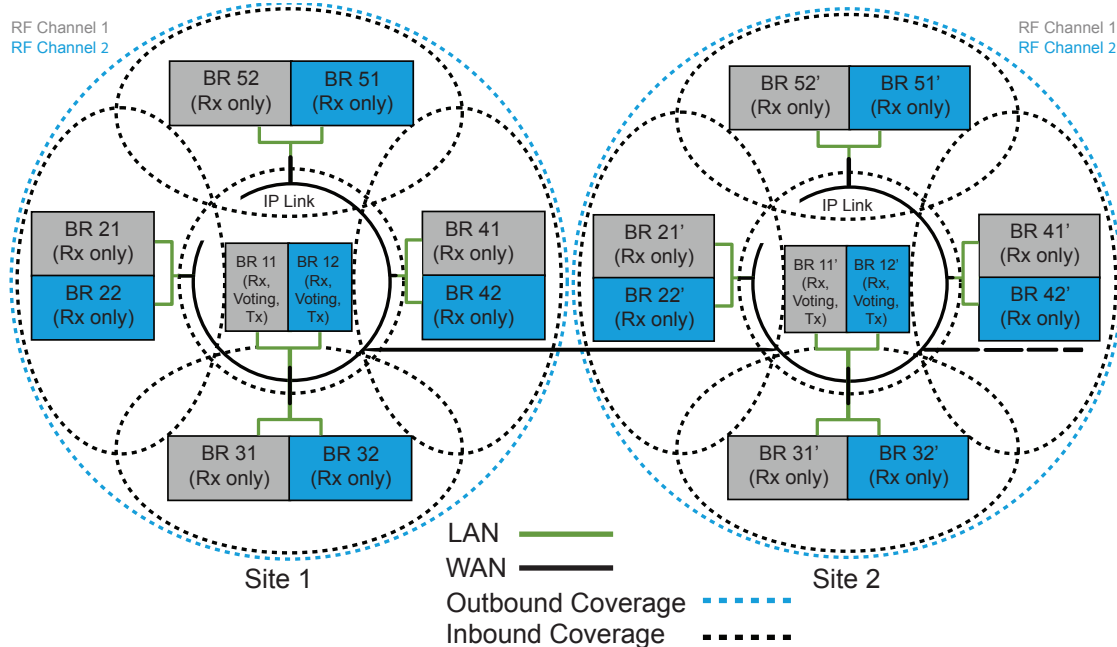 RF Channel 1
RF Channel 2
RF Channel 1
RF Channel 2
BR 52
(Rx only)
BR 51
(Rx only)
BR 52’
(Rx only)
BR 51’
(Rx only)
IP Link
IP Link
BR 21
(Rx only)
BR 22
(Rx only)
BR 11
(Rx,
Voting,
Tx)
BR 12
(Rx,
Voting,
Tx)
BR 41
(Rx only)
BR 42
(Rx only)
BR 21’
(Rx only)
BR 22’
(Rx only)
BR 11’
(Rx,
Voting,
Tx)
BR 12’
(Rx,
Voting,
Tx)
BR 41’
(Rx only)
BR 42’
(Rx only)
BR 31
(Rx only)
BR 32
(Rx only)
BR 31’
(Rx only)
BR 32’
(Rx only)
Site 1
Site 2
LAN
WAN
Outbound Coverage
Inbound Coverage